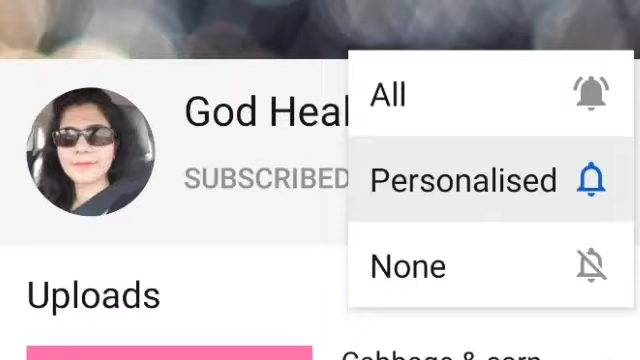 God Heal
SUBSCRIBED
All
Personalised
None
Uploads